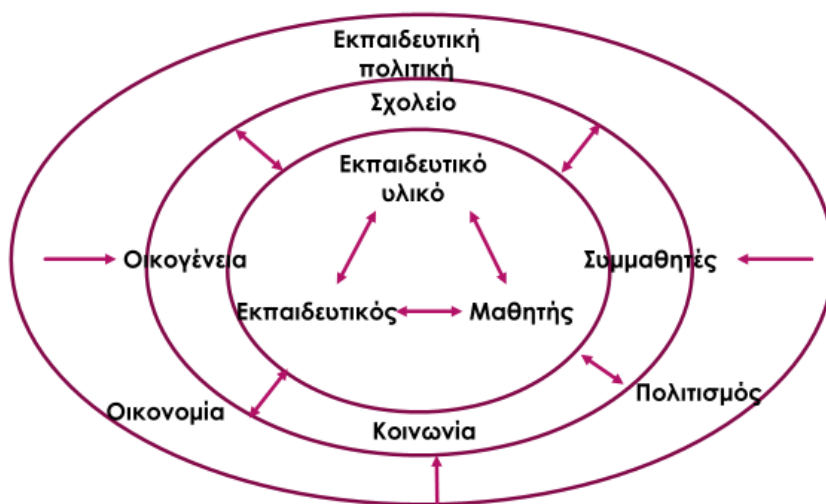 Εκπαιδευτική
πολιτική
Σχολείο
Εκπαιδευτικό
υλικό
Οικογένεια
Συμμαθητές
Εκπαιδευτικός
Μαθητής
Οικονομία
Πολιτισμός
Κοινωνία